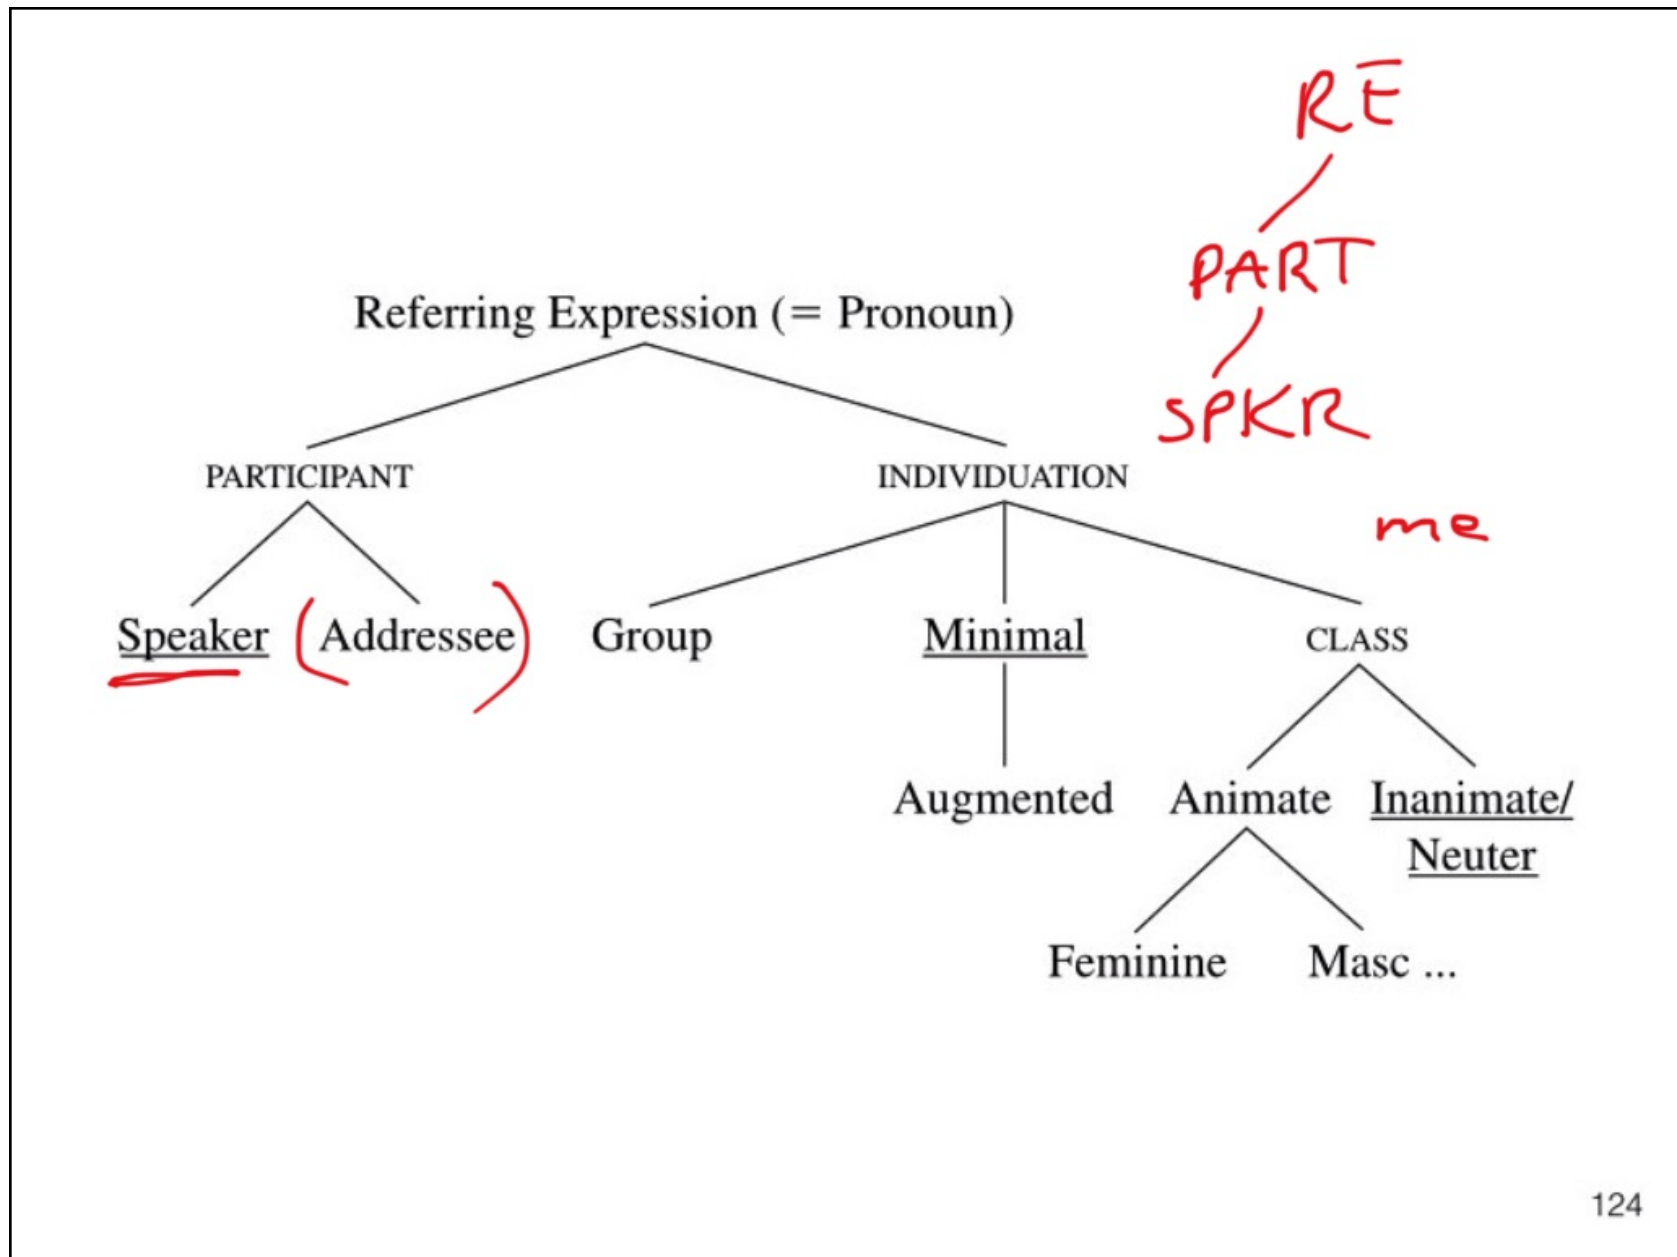 RE
PART
Referring Expression (= Pronoun)
SPKR
PARTICIPANT INDIVIDUATION
me
Speaker (Addressee) Group Minimal CLASS
Augmented Animate Inanimate/
Neuter
Feminine Masc ...
124